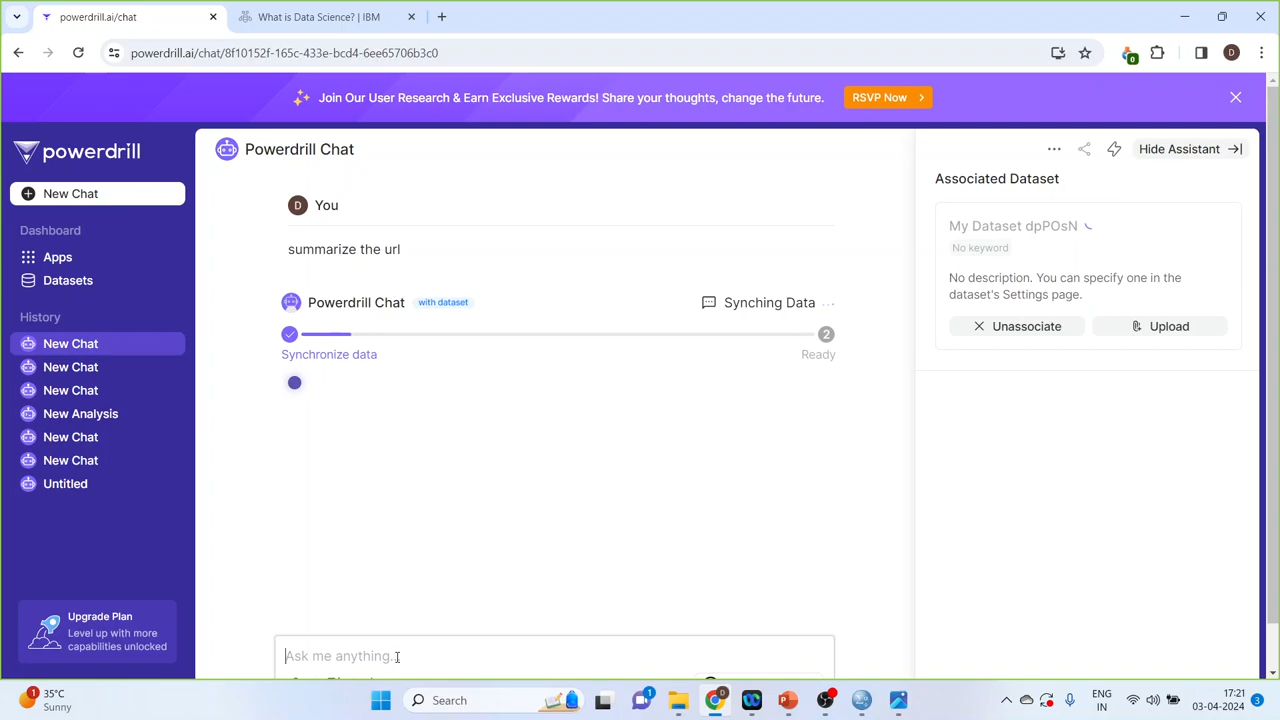 powerdrill.ai/chat
What is Data Science? | IBM
powerdrill.ai/chat/8f10152f-165c-433e-bcd4-6ee65706b3c0
0
D
Join Our User Research & Earn Exclusive Rewards! Share your thoughts, change the future.
RSVP Now
powerdrill
New Chat
Dashboard
Apps
Datasets
History
New Chat
New Chat
New Chat
New Analysis
New Chat
New Chat
Untitled
Upgrade Plan
Level up with more
capabilities unlocked
Powerdrill Chat
D
You
summarize the url
Powerdrill Chat
with dataset
Synching Data ...
2
Synchronize data
Ready
Ask me anything...
Hide Assistant
Associated Dataset
My Dataset dpPOsN
No keyword
No description. You can specify one in the
dataset's Settings page.
Unassociate
Upload
1
35°C
Sunny
Search
1
D
ENG
IN
17:21
03-04-2024
3